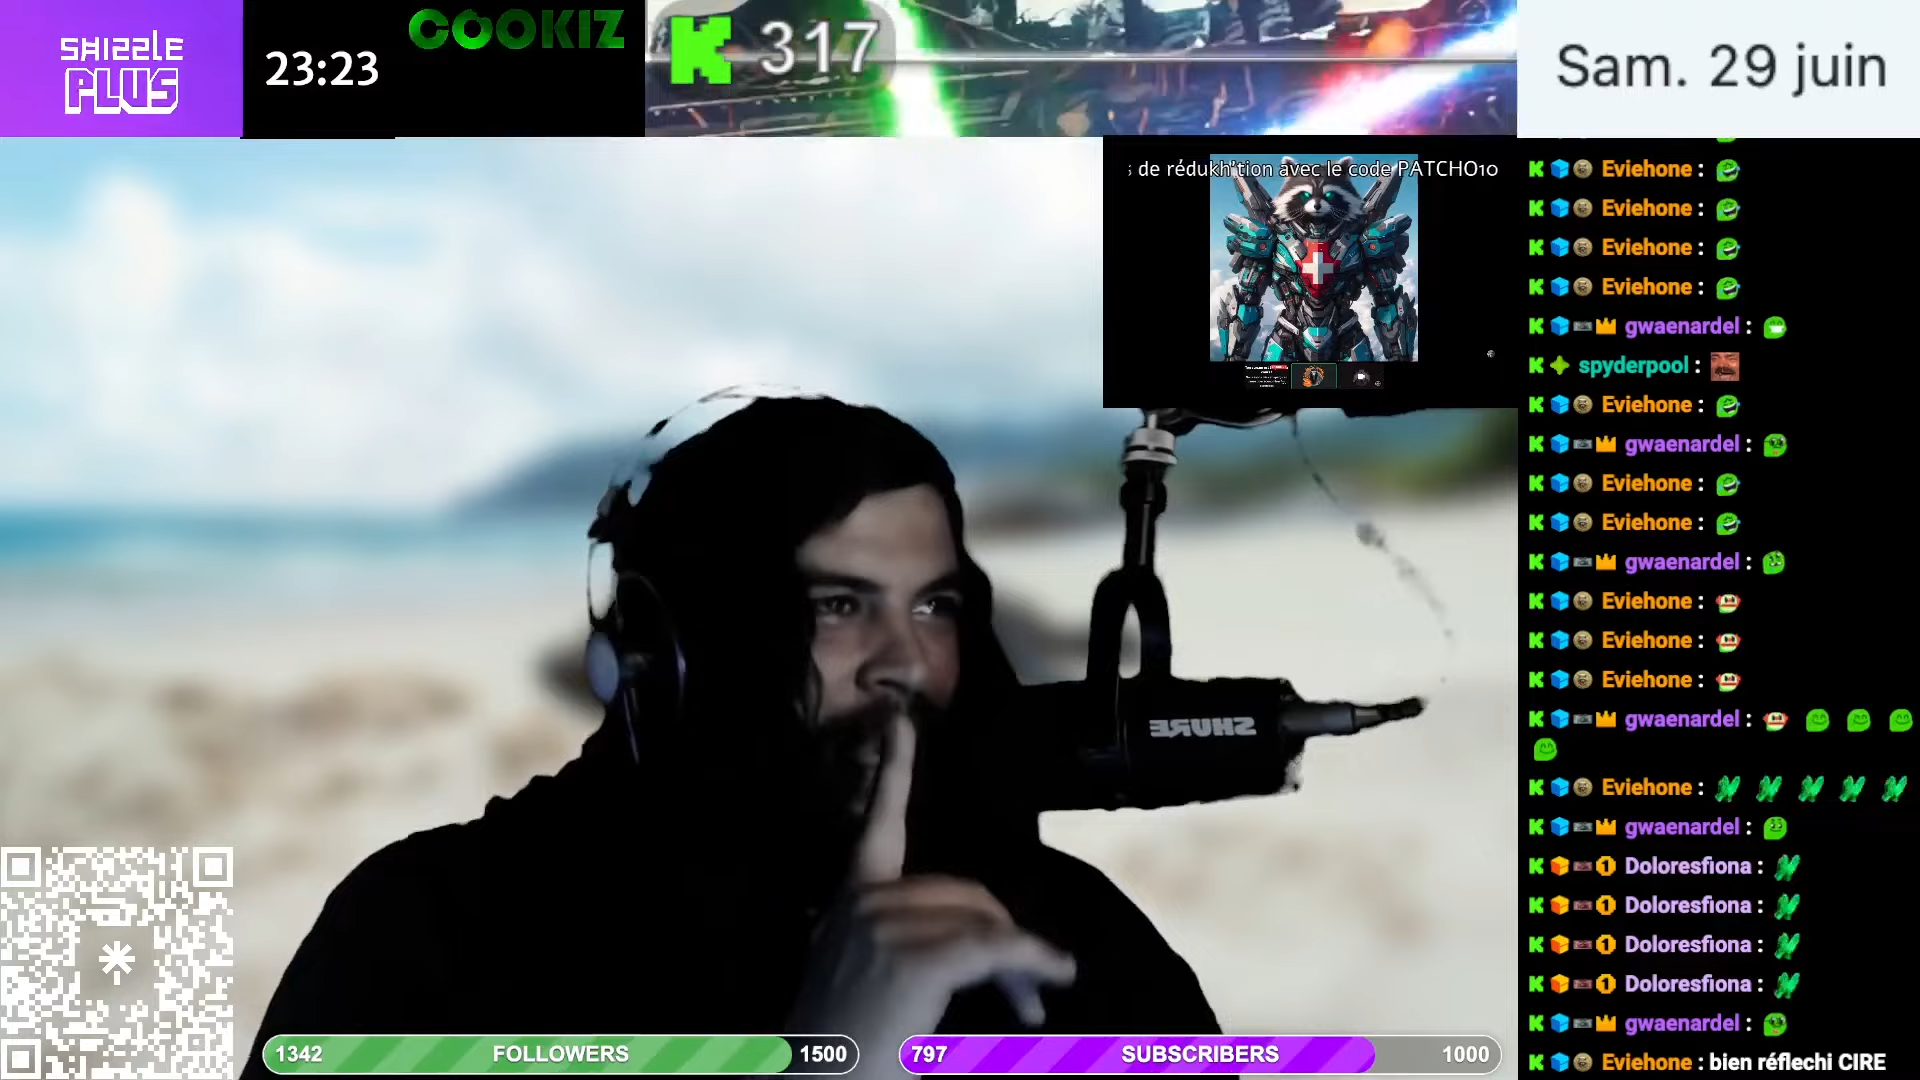 SHIZZLE
PLUS
23:23
COOKIZ
K 317
Sam. 29 juin
de rédukh'tion avec le code PATCHO10
Eviehone :
Eviehone :
Eviehone :
Eviehone :
gwaenardel :
spyderpool :
Eviehone :
gwaenardel :
Eviehone :
Eviehone :
gwaenardel :
Eviehone :
Eviehone :
Eviehone :
gwaenardel :
Eviehone :
gwaenardel :
Doloresfiona :
Doloresfiona :
Doloresfiona :
Doloresfiona :
gwaenardel :
Eviehone : bien réflechi CIRE
SHURE
1342 FOLLOWERS 1500
797 SUBSCRIBERS 1000